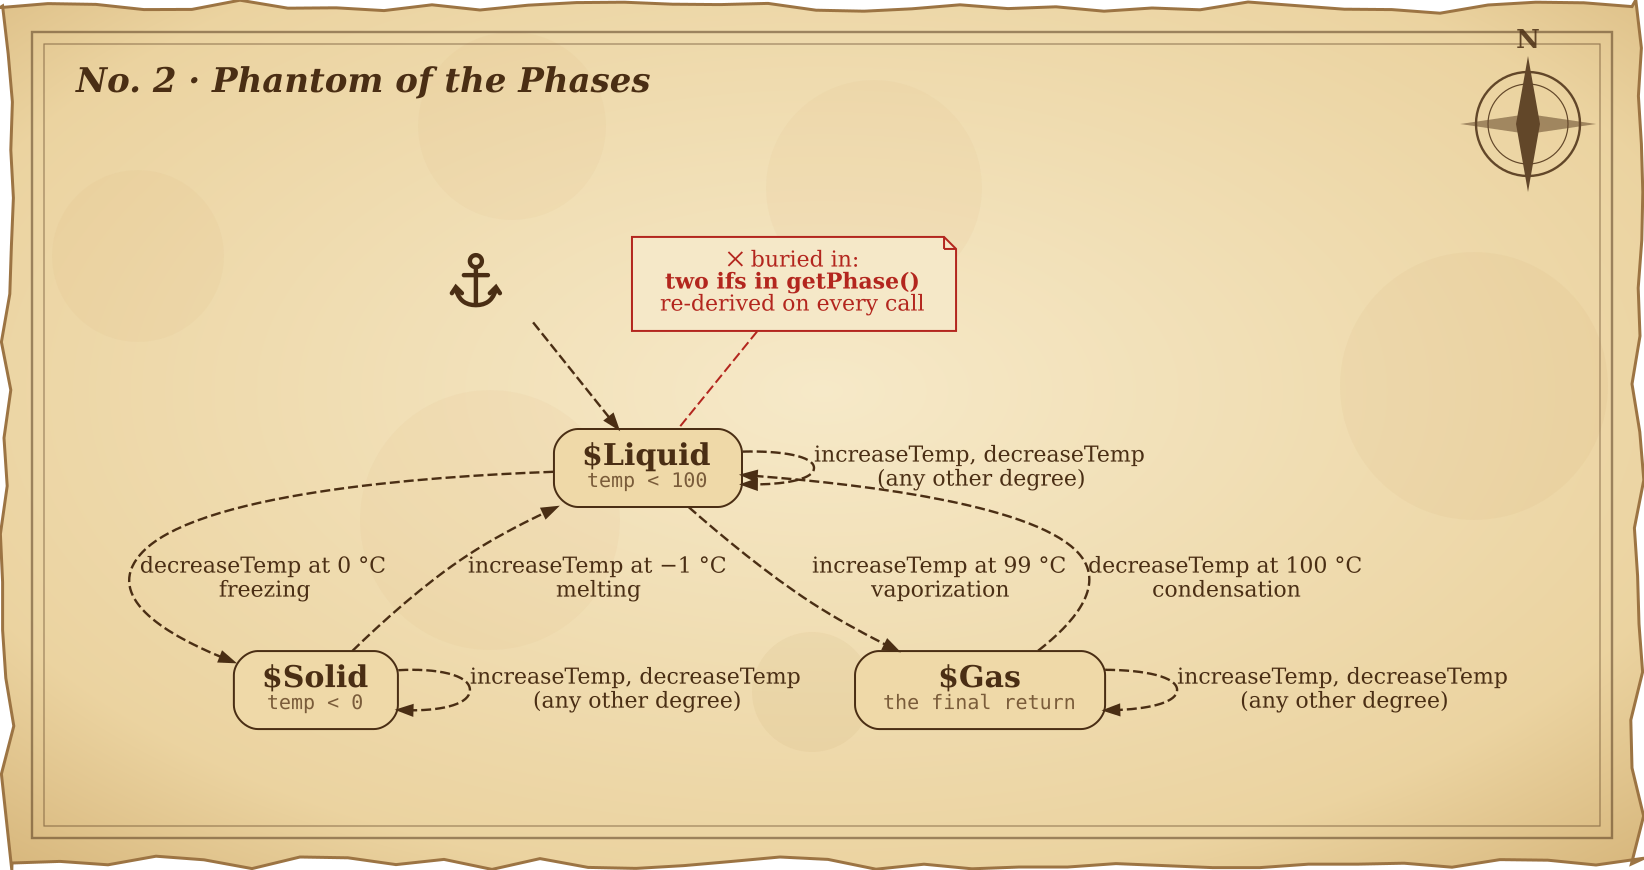 N
No. 2 · Phantom of the Phases
✕ buried in:
two ifs in getPhase()
re-derived on every call
$Liquid
temp < 100
increaseTemp, decreaseTemp
(any other degree)
decreaseTemp at 0 °C
freezing
increaseTemp at −1 °C
melting
increaseTemp at 99 °C
vaporization
decreaseTemp at 100 °C
condensation
$Solid
temp < 0
increaseTemp, decreaseTemp
(any other degree)
$Gas
the final return
increaseTemp, decreaseTemp
(any other degree)